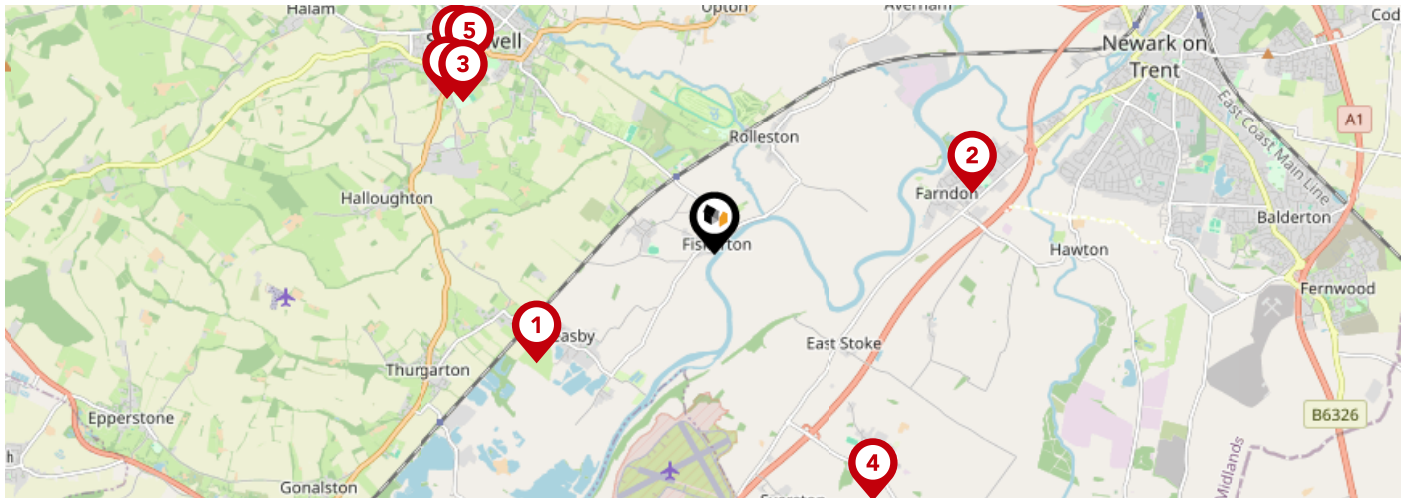 Halam
Upton
Averham
Cod
5
Newark on
Trent
3
A1
East Coast Main Line
Rolleston
2
Halloughton
Farndon
Balderton
Hawton
Fernwood
1
East Stoke
Thurgarton
Epperstone
B6326
h
4
Midlands
Gonalston